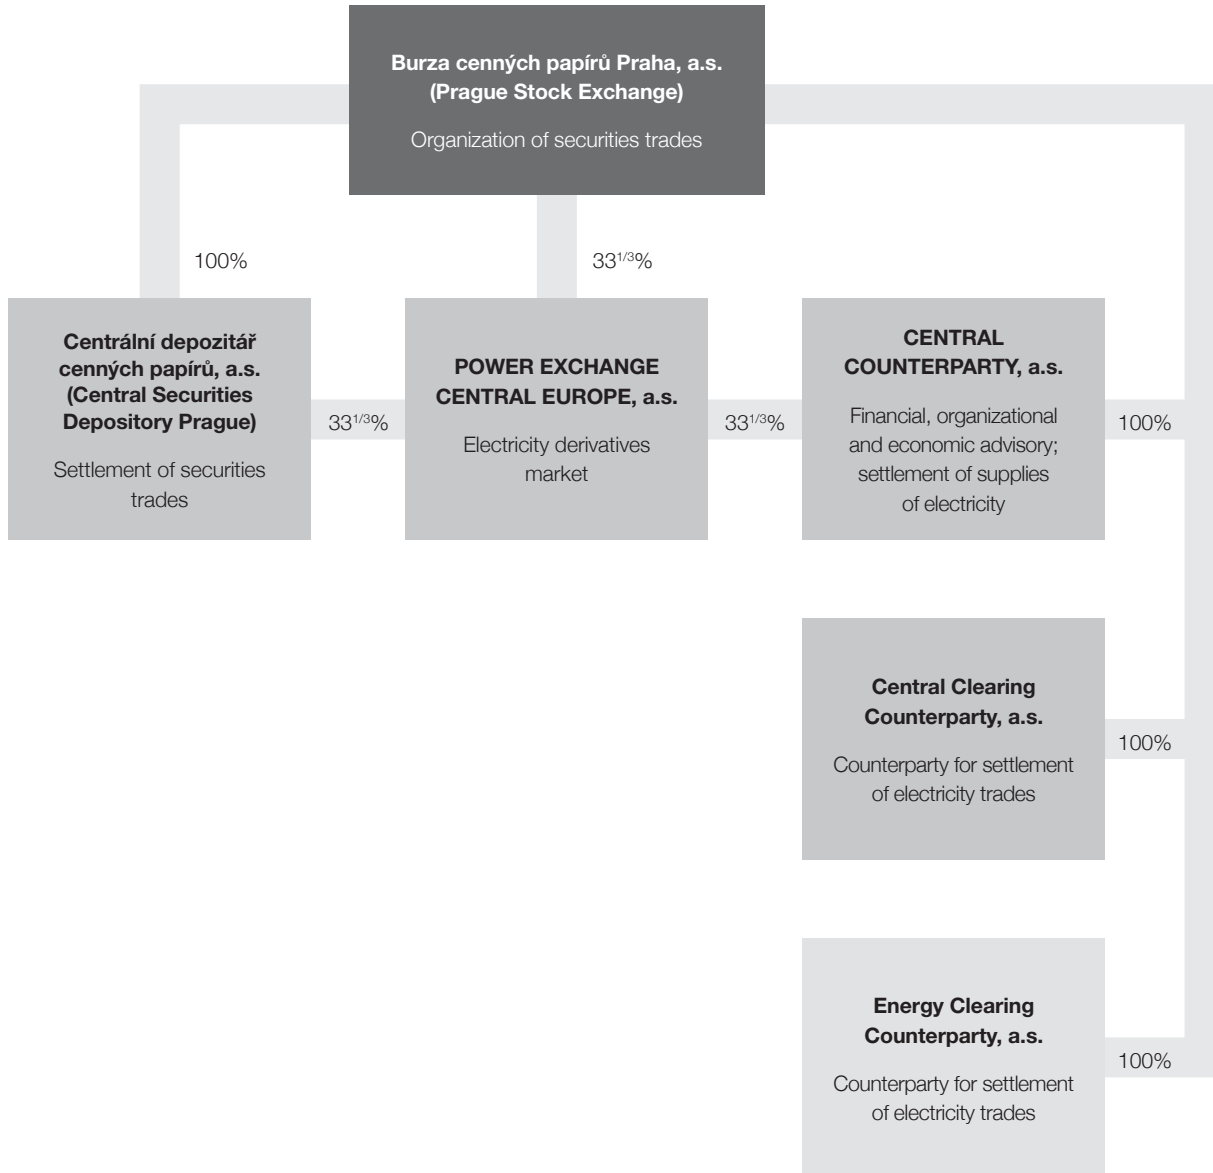 Burza cenných papírů Praha, a.s.
(Prague Stock Exchange)
Organization of securities trades
100%
331/3%
Centrální depozitář
cenných papírů, a.s.
(Central Securities
Depository Prague)
Settlement of securities
trades
331/3%
POWER EXCHANGE
CENTRAL EUROPE, a.s.
Electricity derivatives
market
331/3%
CENTRAL
COUNTERPARTY, a.s.
Financial, organizational
and economic advisory;
settlement of supplies
of electricity
100%
Central Clearing
Counterparty, a.s.
Counterparty for settlement
of electricity trades
100%
Energy Clearing
Counterparty, a.s.
Counterparty for settlement
of electricity trades
100%